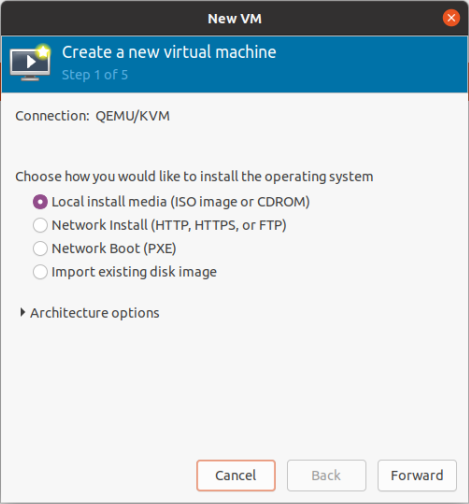 New VM
Create a new virtual machine
Step 1 of 5
Connection: QEMU/KVM
Choose how you would like to install the operating system
Local install media (ISO image or CDROM)
Network Install (HTTP, HTTPS, or FTP)
Network Boot (PXE)
Import existing disk image
Architecture options
Cancel Back Forward